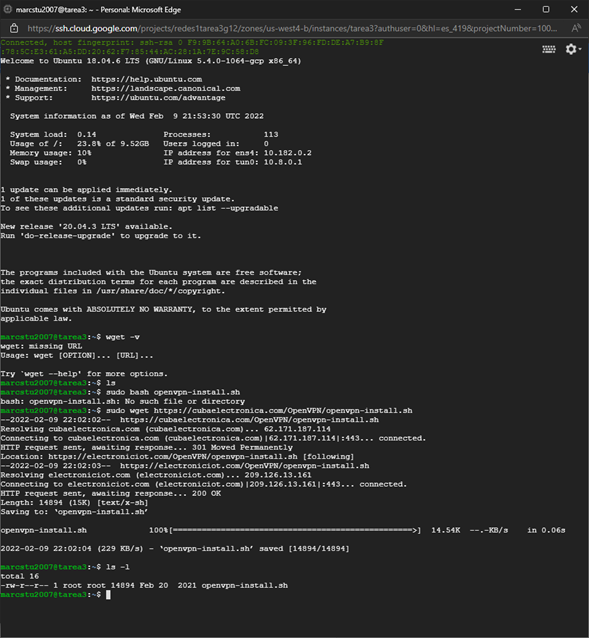 marcstu2007@tarea3: ~ - Personal: Microsoft Edge
https://ssh.cloud.google.com/projects/redes1tarea3g12/zones/us-west4-b/instances/tarea3?authuser=0&hl=es_419&projectNumber=100...
Connected, host fingerprint: ssh-rsa 0 F9:9B:64:A0:6B:FC:09:3F:96:FD:DE:A7:B9:8F
:78:5C:E3:61:A5:DD:20:62:F7:85:44:AC:28:1A:7E:9C:58:D8
Welcome to Ubuntu 18.04.6 LTS (GNU/Linux 5.4.0-1064-gcp x86_64)
* Documentation: https://help.ubuntu.com
* Management: https://landscape.canonical.com
* Support: https://ubuntu.com/advantage
System information as of Wed Feb 9 21:53:30 UTC 2022
System load: 0.14 Processes: 113
Usage of /: 23.8% of 9.52GB Users logged in: 0
Memory usage: 10% IP address for ens4: 10.182.0.2
Swap usage: 0% IP address for tun0: 10.8.0.1
1 update can be applied immediately.
1 of these updates is a standard security update.
To see these additional updates run: apt list --upgradable
New release '20.04.3 LTS' available.
Run 'do-release-upgrade' to upgrade to it.
The programs included with the Ubuntu system are free software;
the exact distribution terms for each program are described in the
individual files in /usr/share/doc/*/copyright.
Ubuntu comes with ABSOLUTELY NO WARRANTY, to the extent permitted by
applicable law.
marcstu2007@tarea3:~$ wget -v
wget: missing URL
Usage: wget [OPTION]... [URL]...
Try `wget --help' for more options.
marcstu2007@tarea3:~$ ls
marcstu2007@tarea3:~$ sudo bash openvpn-install.sh
bash: openvpn-install.sh: No such file or directory
marcstu2007@tarea3:~$ sudo wget https://cubaelectronica.com/OpenVPN/openvpn-install.sh
--2022-02-09 22:02:02-- https://cubaelectronica.com/OpenVPN/openvpn-install.sh
Resolving cubaelectronica.com (cubaelectronica.com)... 62.171.187.114
Connecting to cubaelectronica.com (cubaelectronica.com)|62.171.187.114|:443... connected.
HTTP request sent, awaiting response... 301 Moved Permanently
Location: https://electroniciot.com/OpenVPN/openvpn-install.sh [following]
--2022-02-09 22:02:03-- https://electroniciot.com/OpenVPN/openvpn-install.sh
Resolving electroniciot.com (electroniciot.com)... 209.126.13.161
Connecting to electroniciot.com (electroniciot.com)|209.126.13.161|:443... connected.
HTTP request sent, awaiting response... 200 OK
Length: 14894 (15K) [text/x-sh]
Saving to: ‘openvpn-install.sh’
openvpn-install.sh 100%[==================================================>] 14.54K --.-KB/s in 0.06s
2022-02-09 22:02:04 (229 KB/s) - ‘openvpn-install.sh’ saved [14894/14894]
marcstu2007@tarea3:~$ ls -l
total 16
-rw-r--r-- 1 root root 14894 Feb 20 2021 openvpn-install.sh
marcstu2007@tarea3:~$